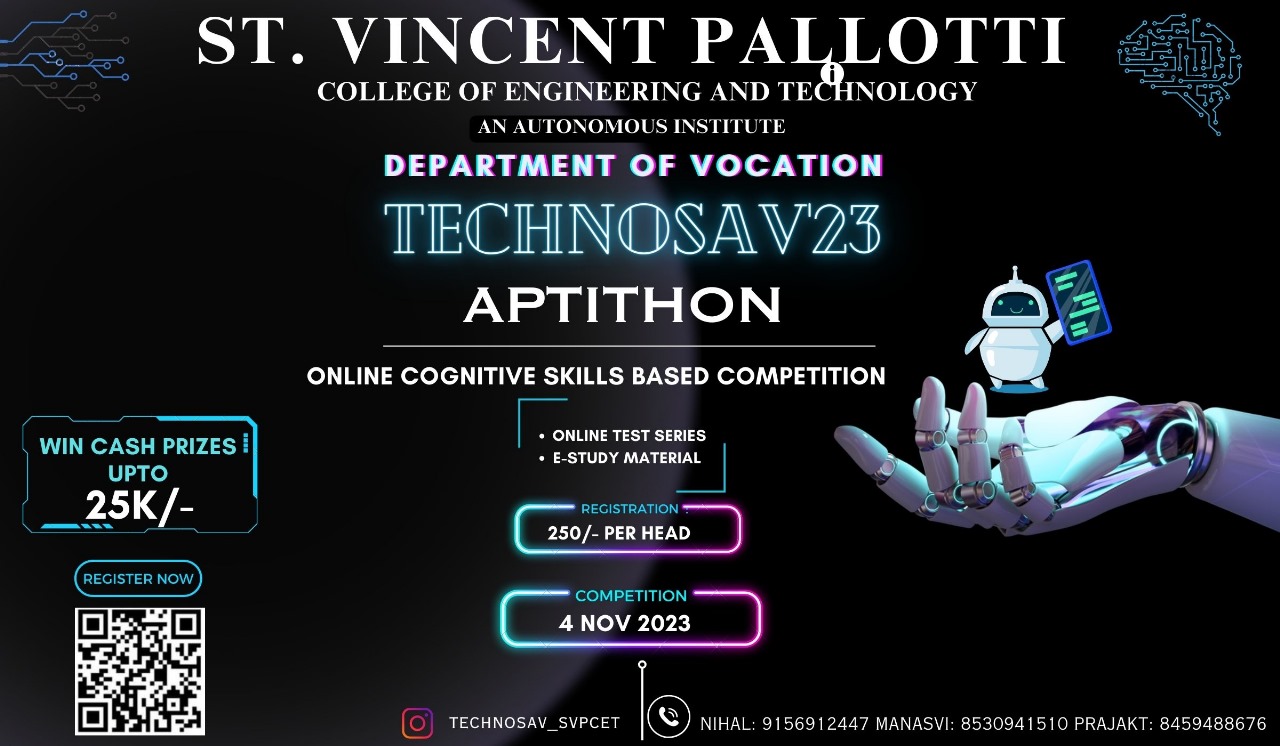 ST. VINCENT PALLOTTI
COLLEGE OF ENGINEERING AND TECHNOLOGY
AN AUTONOMOUS INSTITUTE
DEPARTMENT OF VOCATION
TECHNOSAV'23
APTITHON
ONLINE COGNITIVE SKILLS BASED COMPETITION
• ONLINE TEST SERIES
• E-STUDY MATERIAL
WIN CASH PRIZES
UPTO
25K/-
REGISTRATION :
250/- PER HEAD
REGISTER NOW
COMPETITION
4 NOV 2023
TECHNOSAV_SVPCET
NIHAL: 9156912447 MANASVI: 8530941510 PRAJAKT: 8459488676